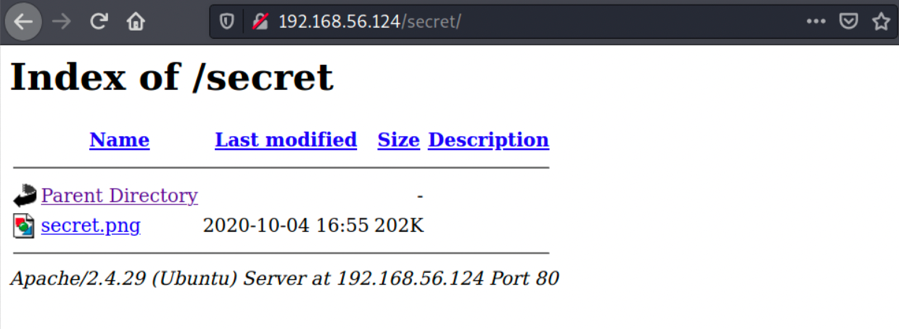 192.168.56.124/secret/
Index of /secret
Name Last modified Size Description
Parent Directory -
secret.png 2020-10-04 16:55 202K
Apache/2.4.29 (Ubuntu) Server at 192.168.56.124 Port 80